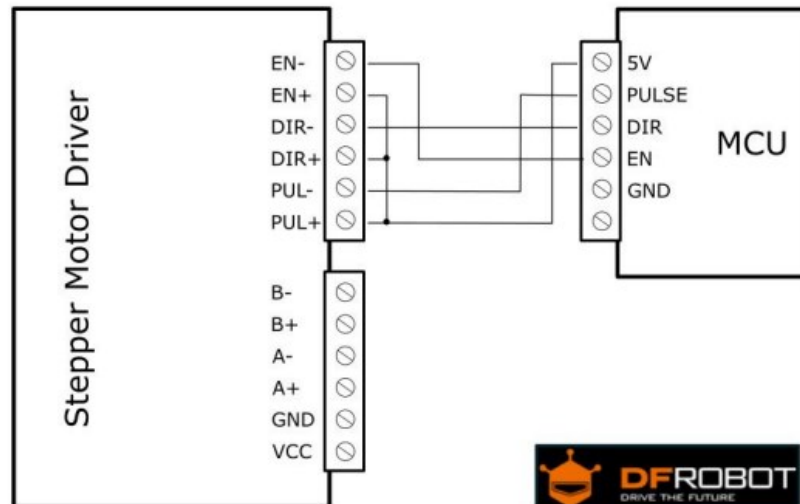 Stepper Motor Driver
EN-
EN+
DIR-
DIR+
PUL-
PUL+
B-
B+
A-
A+
GND
VCC
5V
PULSE
DIR
EN
GND
MCU
DFROBOT
DRIVE THE FUTURE